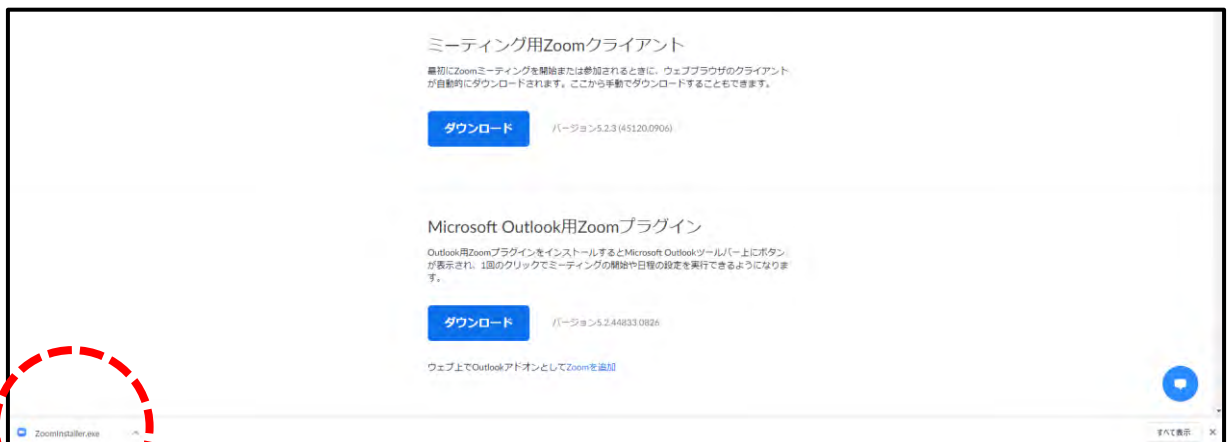 ミーティング用Zoomクライアント
最初にZoomミーティングを開始または参加されるときに、ウェブブラウザのクライアント
が自動的にダウンロードされます。ここから手動でダウンロードすることもできます。
ダウンロード バージョン5.2.3 (45120.0906)
Microsoft Outlook用Zoomプラグイン
Outlook用ZoomプラグインをインストールするとMicrosoft Outlookツールバー上にボタン
が表示され、1回のクリックでミーティングの開始や日程の設定を実行できるようになりま
す。
ダウンロード バージョン5.2.44833.0826
ウェブ上でOutlookアドオンとしてZoomを追加
ZoomInstaller.exe すべて表示